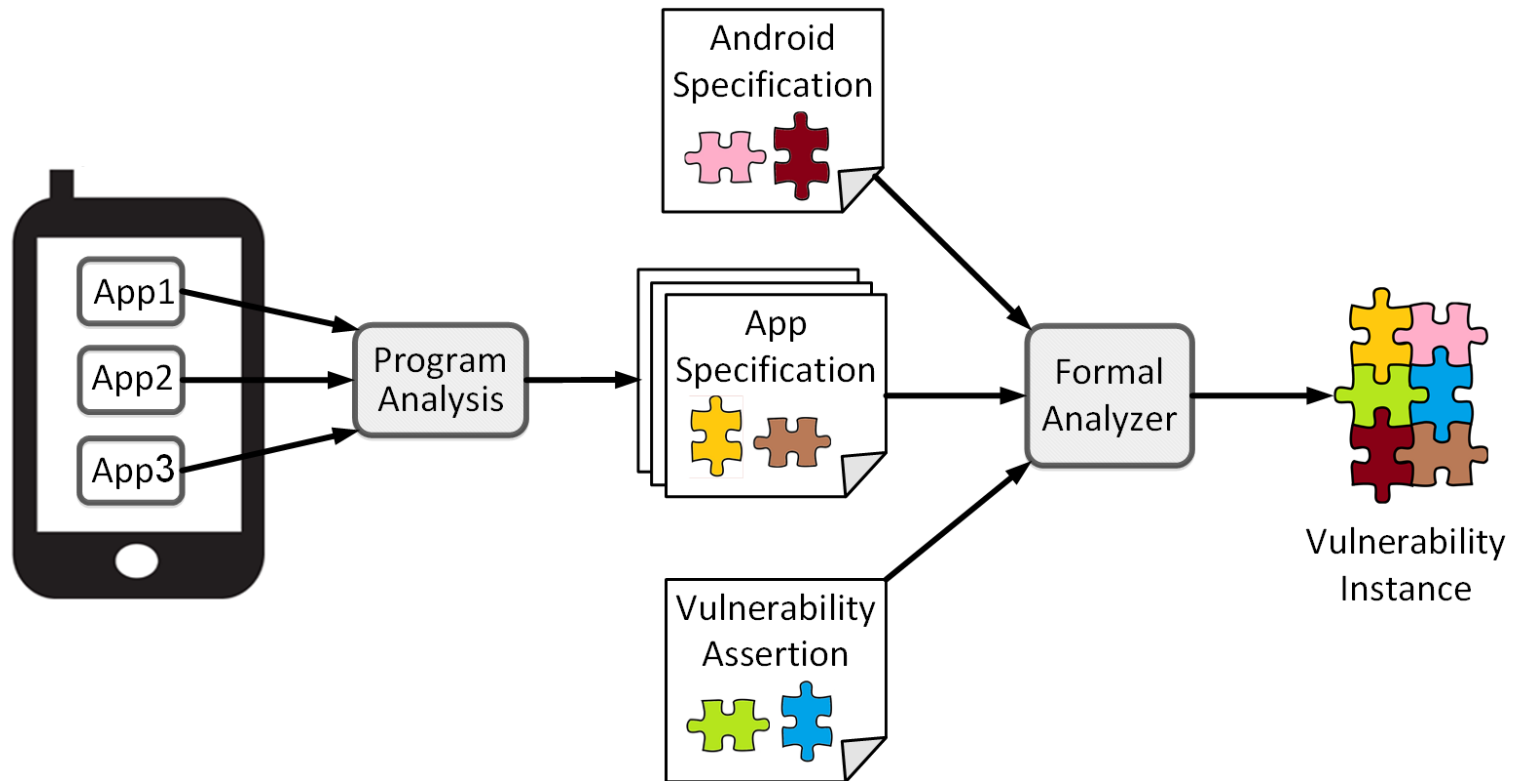 App1
App2
App3
Program
Analysis
Android
Specification
App
Specification
Vulnerability
Assertion
Formal
Analyzer
Vulnerability
Instance